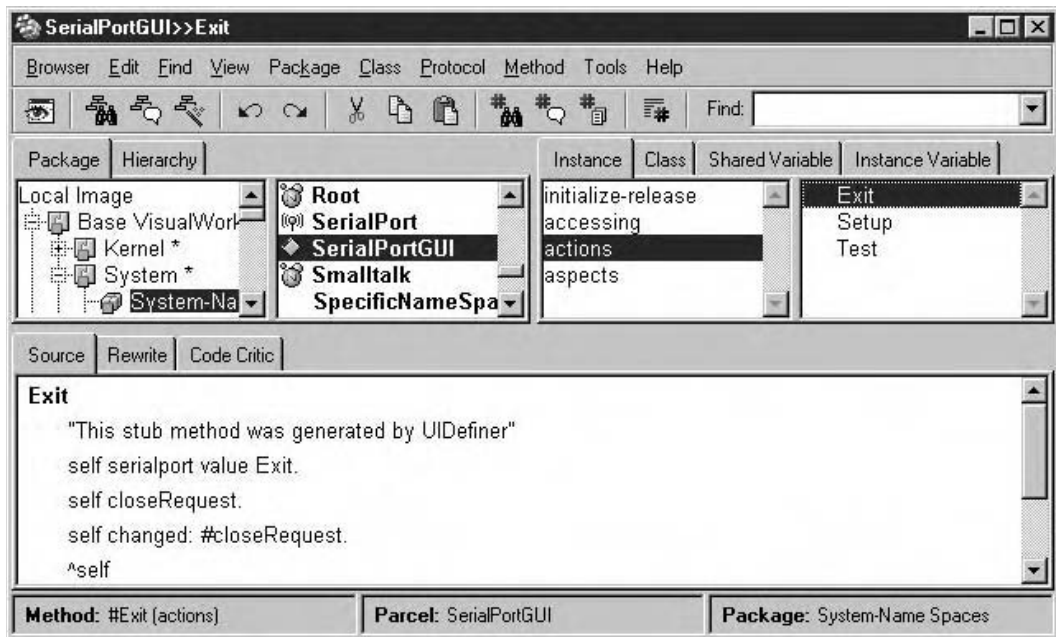 SerialPortGUI>>Exit
Browser Edit Find View Package Class Protocol Method Tools Help
Find:
Package Hierarchy
Instance Class Shared Variable Instance Variable
Local Image
Base VisualWork
Kernel *
System *
System-Na
Root
SerialPort
SerialPortGUI
Smalltalk
SpecificNameSpa
initialize-release
accessing
actions
aspects
Exit
Setup
Test
Source Rewrite Code Critic
Exit
"This stub method was generated by UIDefiner"
self serialport value Exit.
self closeRequest.
self changed: #closeRequest.
^self
Method: #Exit (actions)
Parcel: SerialPortGUI
Package: System-Name Spaces